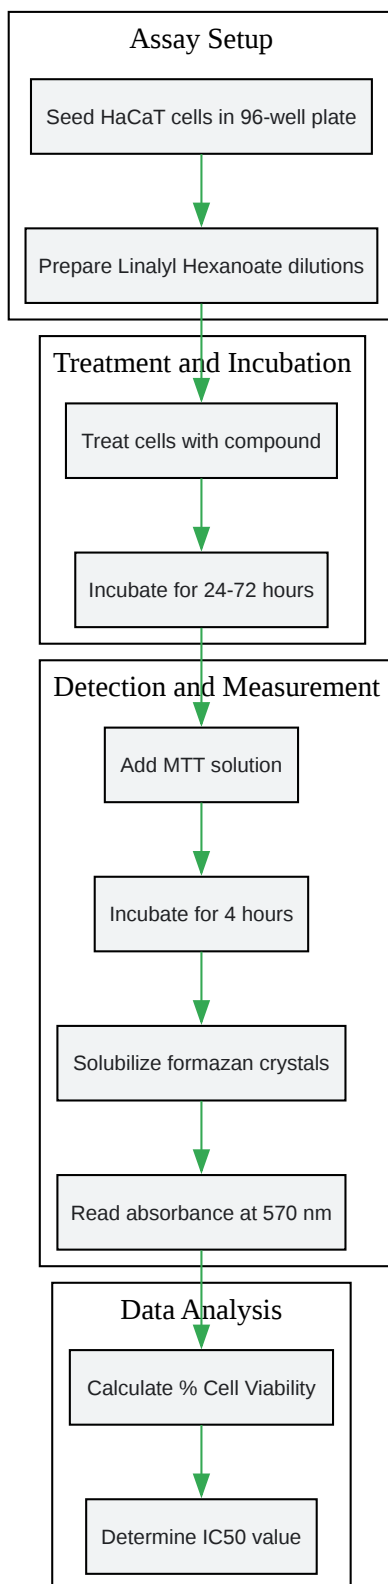 Assay Setup
Seed HaCaT cells in 96-well plate
Prepare Linalyl Hexanoate dilutions
Treatment and Incubation
Treat cells with compound
Incubate for 24-72 hours
Detection and Measurement
Add MTT solution
Incubate for 4 hours
Solubilize formazan crystals
Read absorbance at 570 nm
Data Analysis
Calculate % Cell Viability
Determine IC50 value